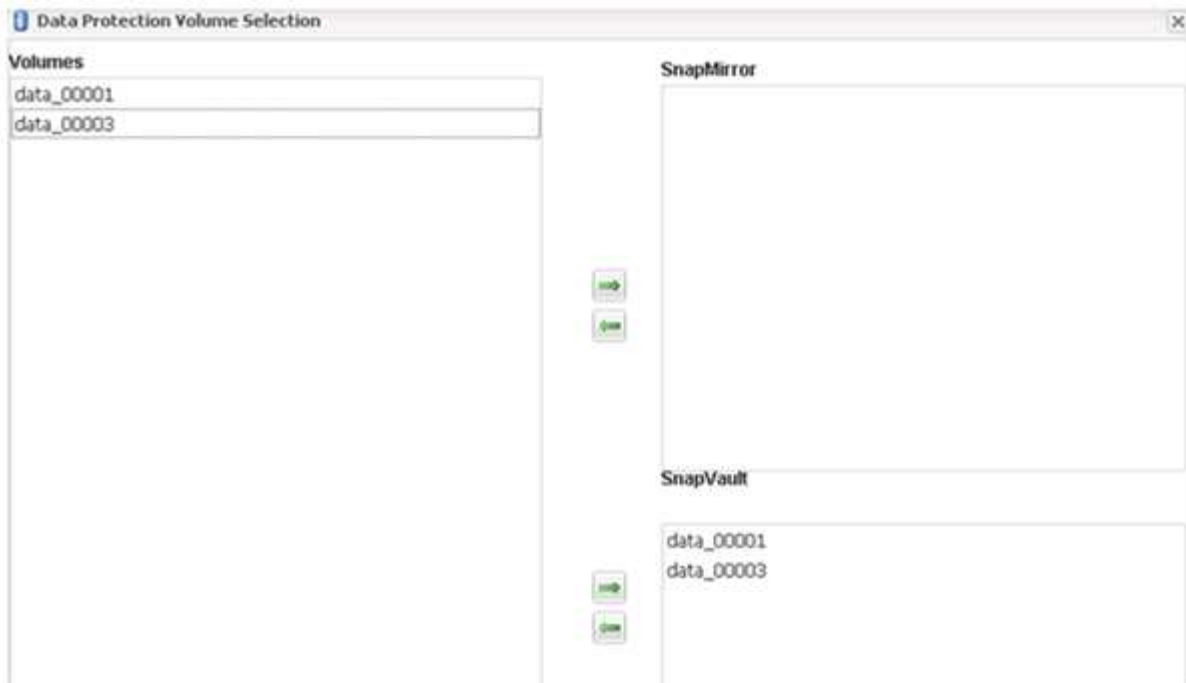 Data Protection Volume Selection
Volumes
data_00001
data_00003
SnapMirror
SnapVault
data_00001
data_00003